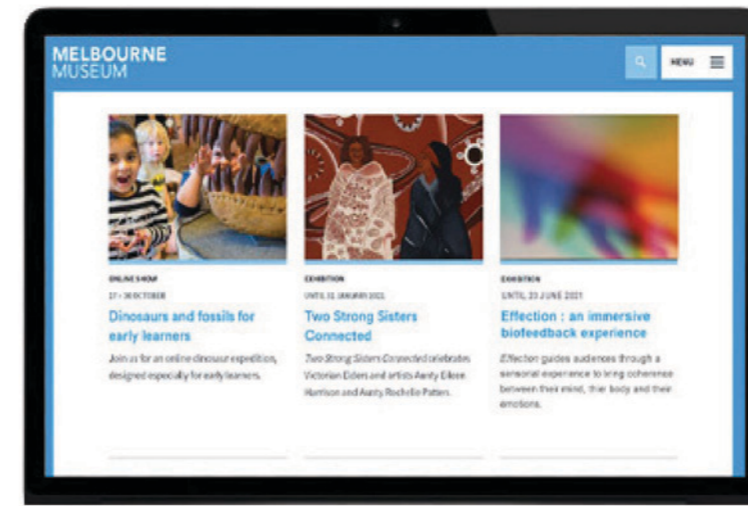 MELBOURNE
MUSEUM
MENU
ONLINE SHOW
17 – 30 OCTOBER
Dinosaurs and fossils for
early learners
Join us for an online dinosaur expedition,
designed especially for early learners.
EXHIBITION
UNTIL 31 JANUARY 2021
Two Strong Sisters
Connected
Two Strong Sisters Connected celebrates
Victorian Elders and artists Aunty Eileen
Harrison and Aunty Rochelle Patten.
EXHIBITION
UNTIL, 20 JUNE 2021
Effection : an immersive
biofeedback experience
Effection guides audiences through a
sensorial experience to bring coherence
between their mind, thier body and their
emotions.